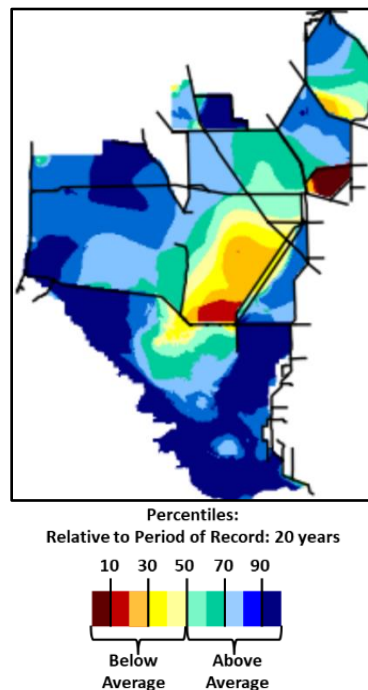 Percentiles:
Relative to Period of Record: 20 years
10 30 50 70 90
Below Above
Average Average